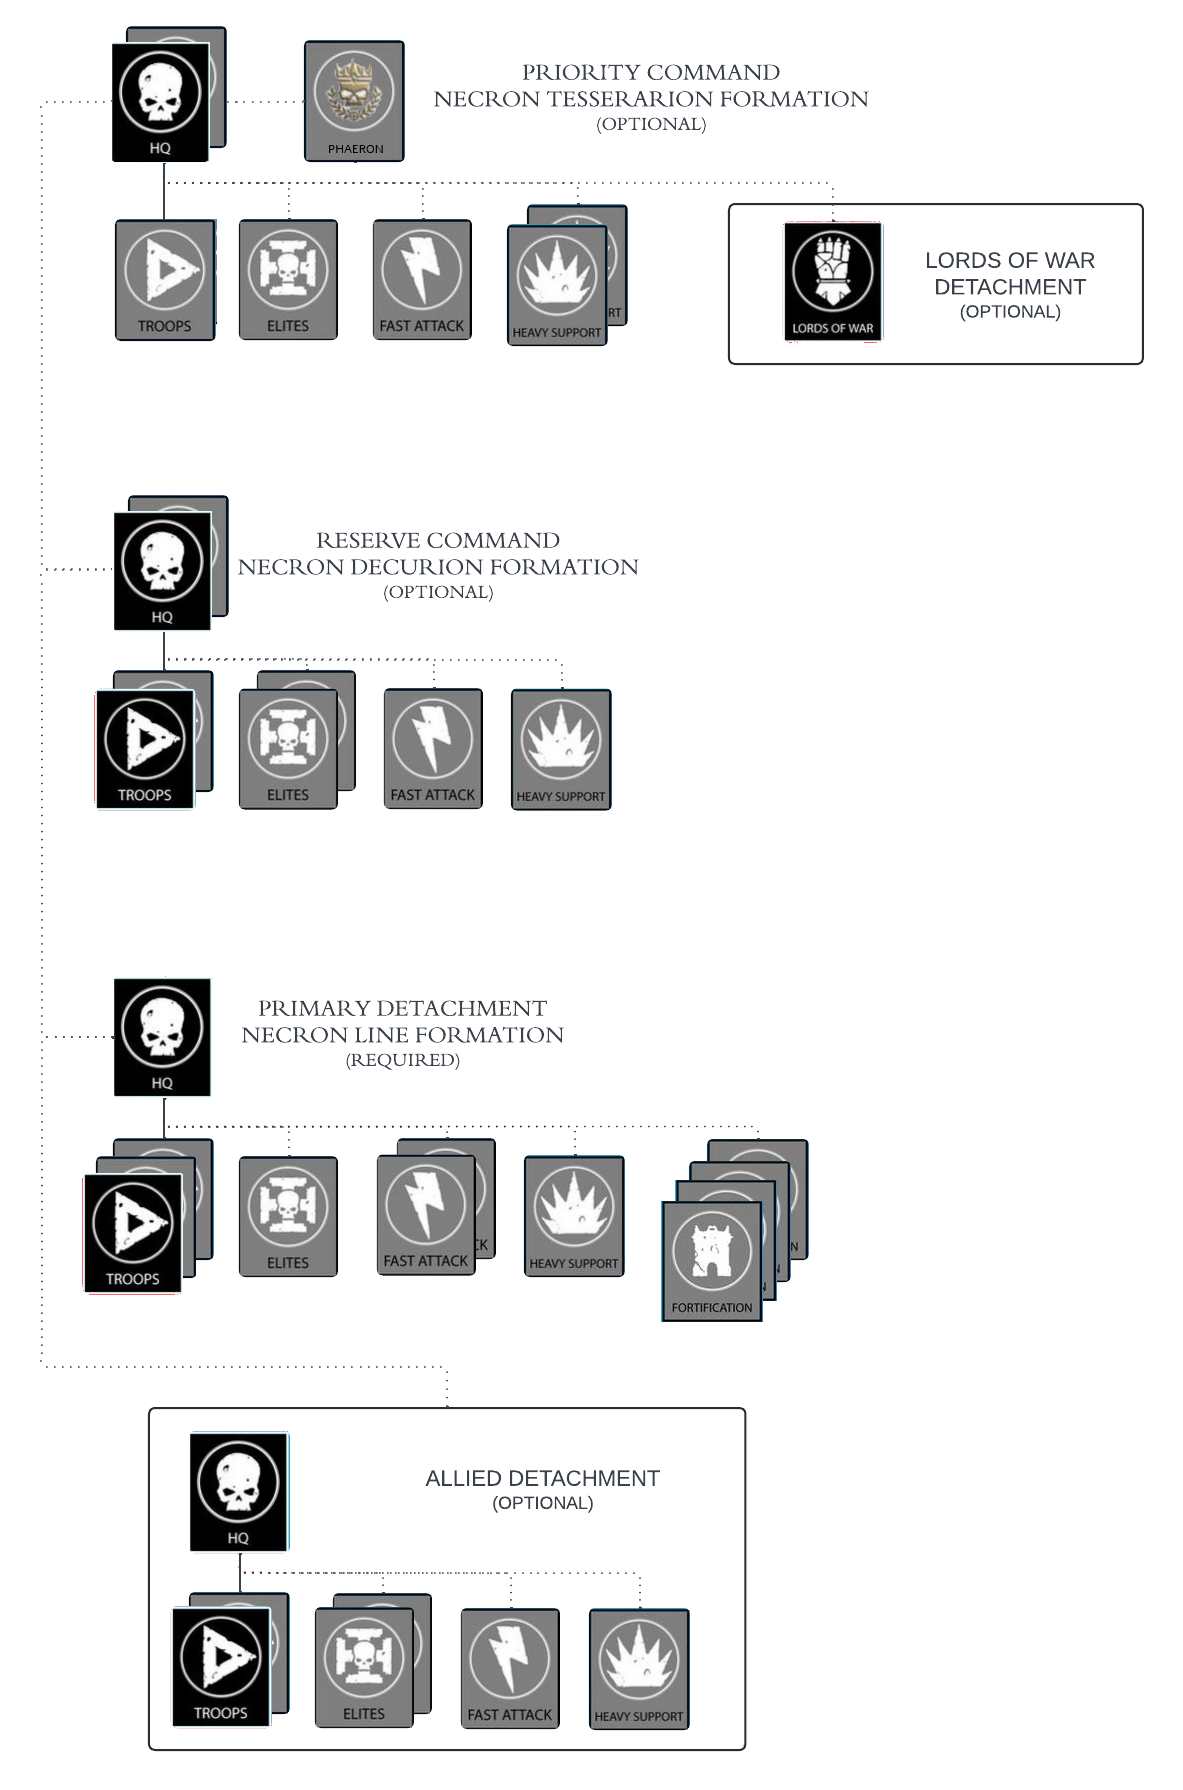 PRIORITY COMMAND
NECRON TESSERARION FORMATION
(OPTIONAL)
HQ
PHAERON
TROOPS
ELITES
FAST ATTACK
HEAVY SUPPORT
RT
LORDS OF WAR
LORDS OF WAR
DETACHMENT
(OPTIONAL)
RESERVE COMMAND
NECRON DECURION FORMATION
(OPTIONAL)
HQ
TROOPS
ELITES
FAST ATTACK
HEAVY SUPPORT
PRIMARY DETACHMENT
NECRON LINE FORMATION
(REQUIRED)
HQ
TROOPS
ELITES
FAST ATTACK
CK
HEAVY SUPPORT
FORTIFICATION
N
N
ALLIED DETACHMENT
(OPTIONAL)
HQ
TROOPS
ELITES
FAST ATTACK
HEAVY SUPPORT